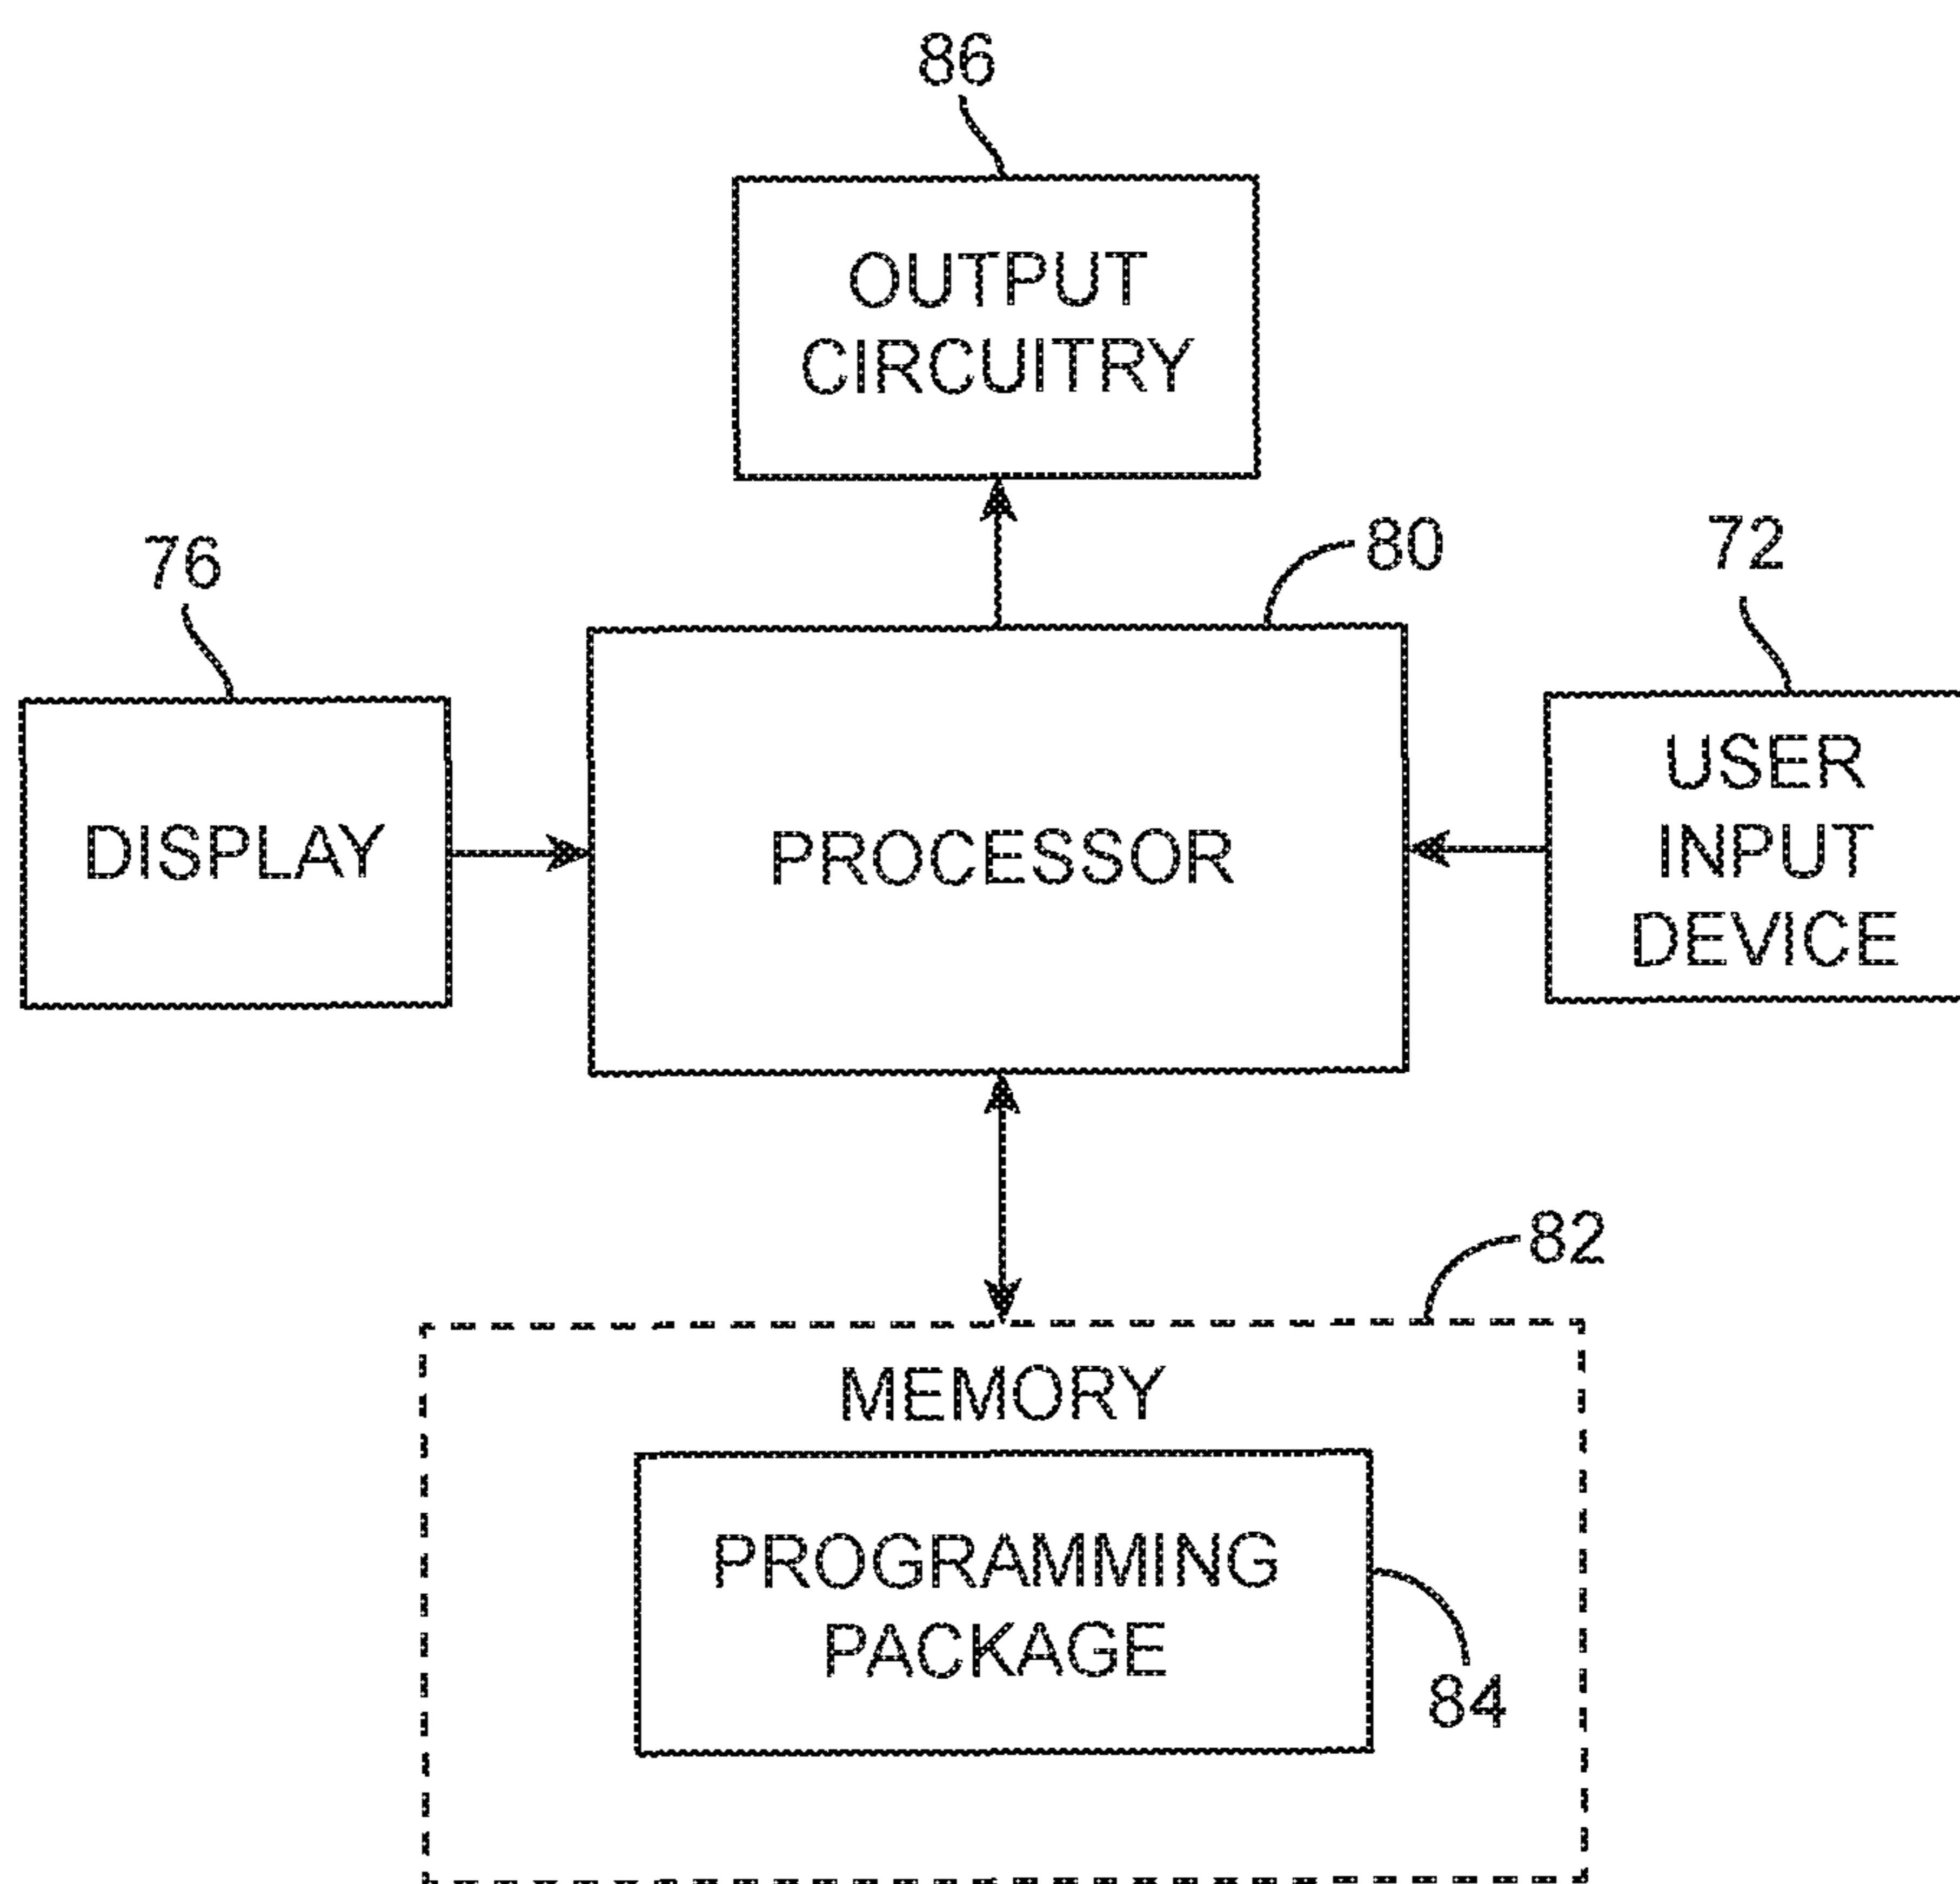 86
OUTPUT
CIRCUITRY
76
80
72
DISPLAY
PROCESSOR
USER
INPUT
DEVICE
82
MEMORY
PROGRAMMING
PACKAGE
84